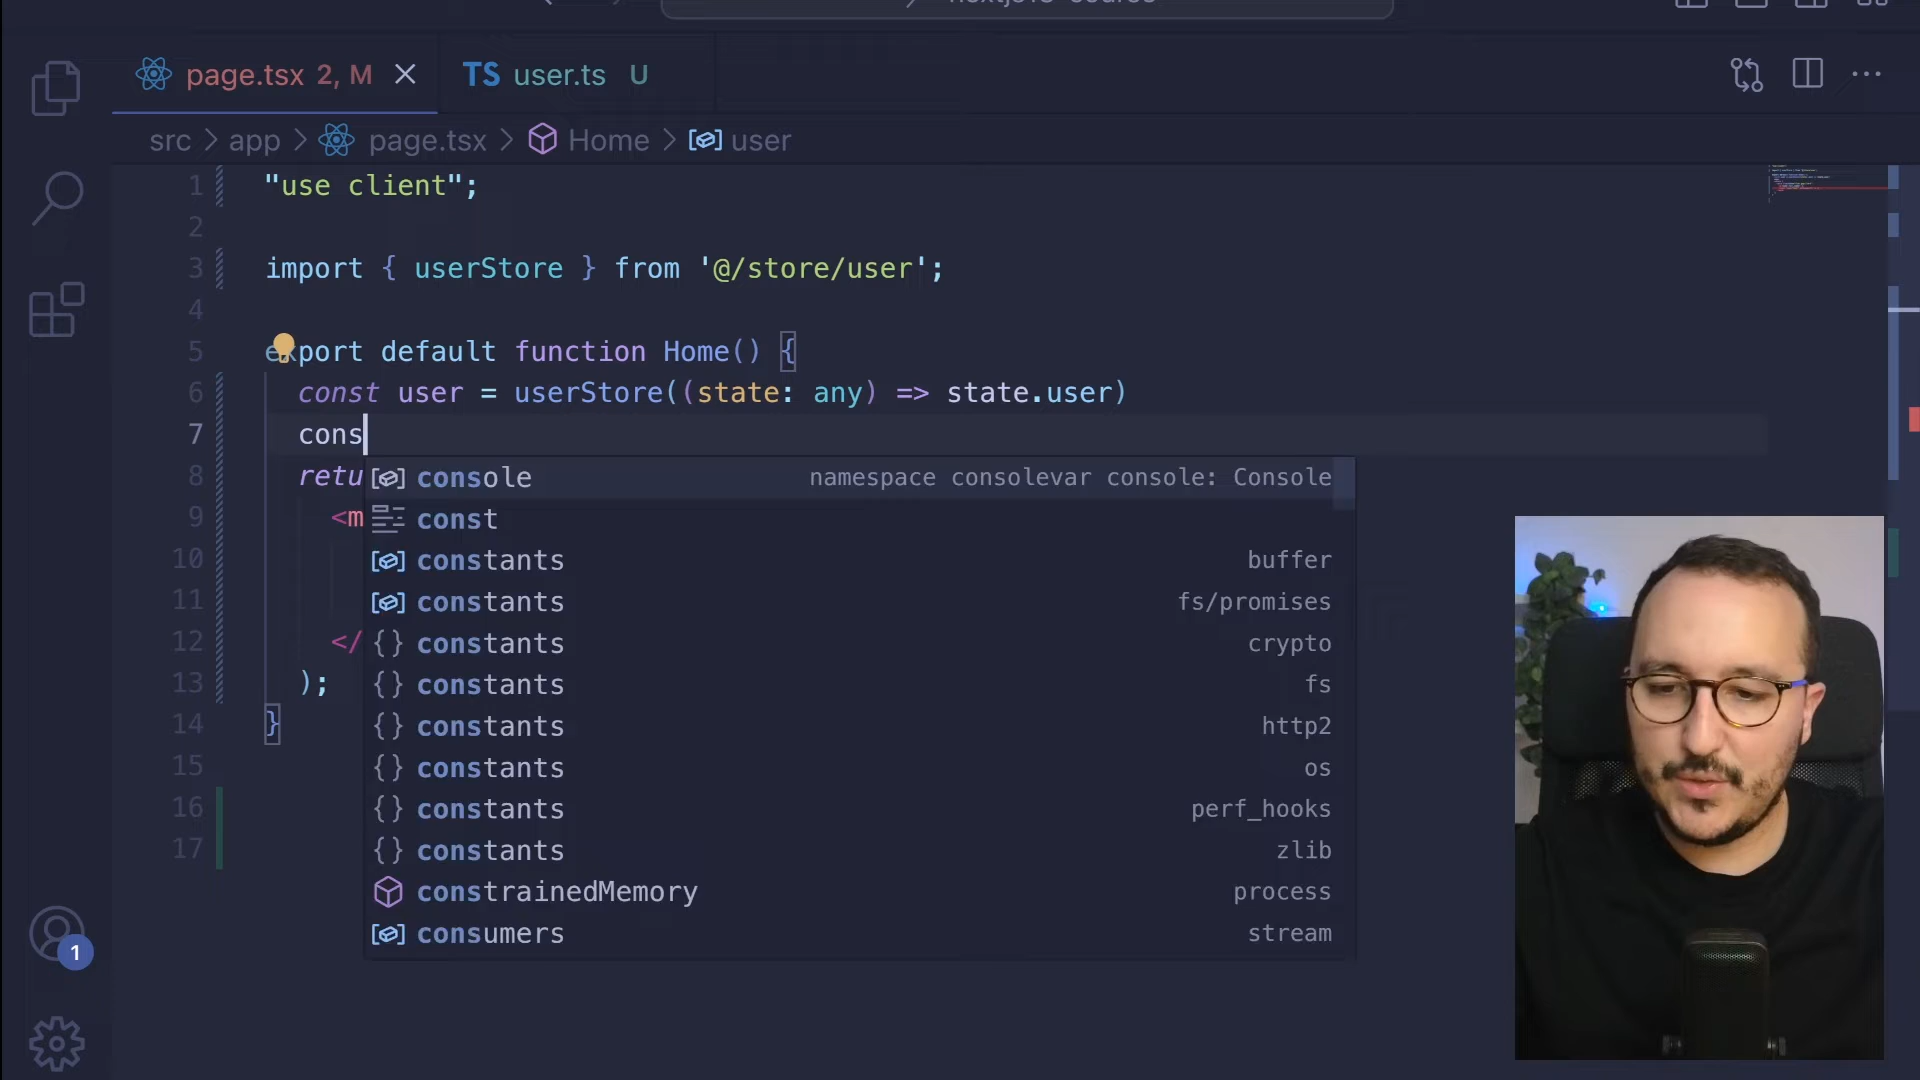 page.tsx 2, M
TS user.ts U
src > app > page.tsx > Home > user
1 "use client";
2
3 import { userStore } from '@/store/user';
4
5 export default function Home() {
6 const user = userStore((state: any) => state.user)
7 cons
8 retu
console namespace consolevar console: Console
9 <m
const
10
constants buffer
11
constants fs/promises
12 </
constants crypto
13 );
constants fs
14 }
constants http2
15
constants os
16
constants perf_hooks
17
constants zlib
constrainedMemory process
consumers stream
1